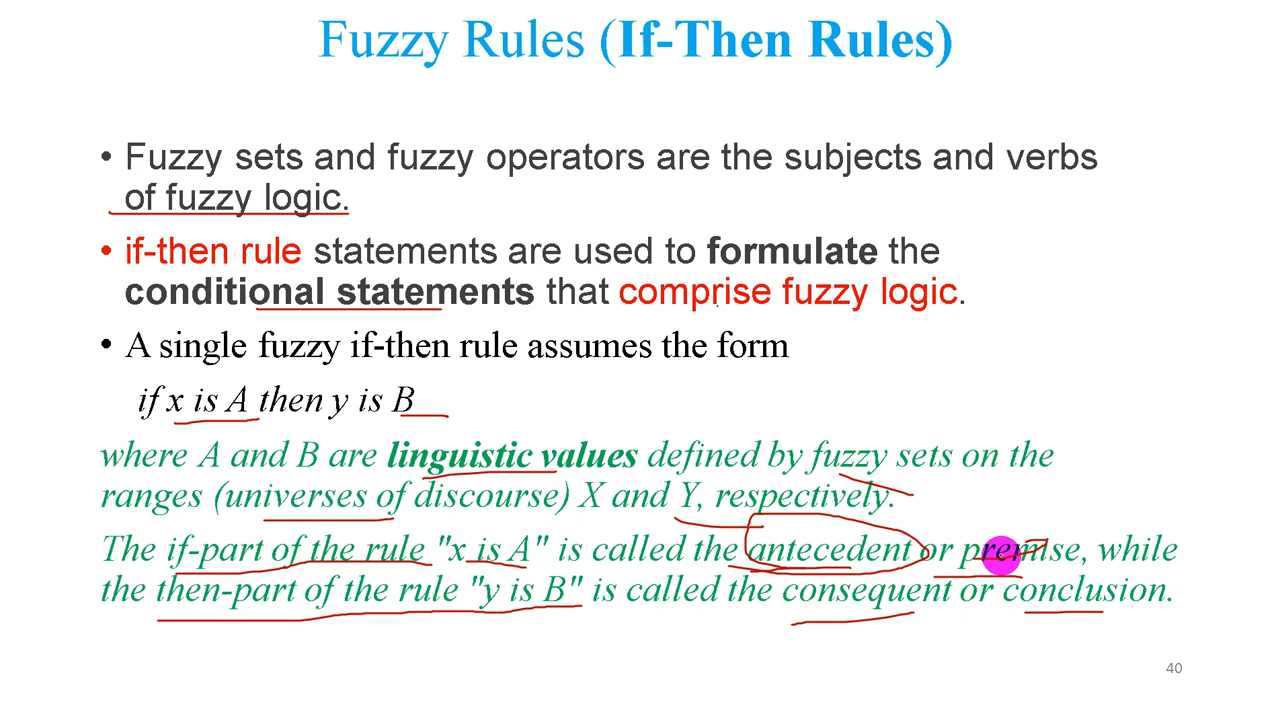 Fuzzy Rules (If-Then Rules)
• Fuzzy sets and fuzzy operators are the subjects and verbs
of fuzzy logic.
• if-then rule statements are used to formulate the
conditional statements that comprise fuzzy logic.
• A single fuzzy if-then rule assumes the form
if x is A then y is B
where A and B are linguistic values defined by fuzzy sets on the
ranges (universes of discourse) X and Y, respectively.
The if-part of the rule "x is A" is called the antecedent or premise, while
the then-part of the rule "y is B" is called the consequent or conclusion.
40